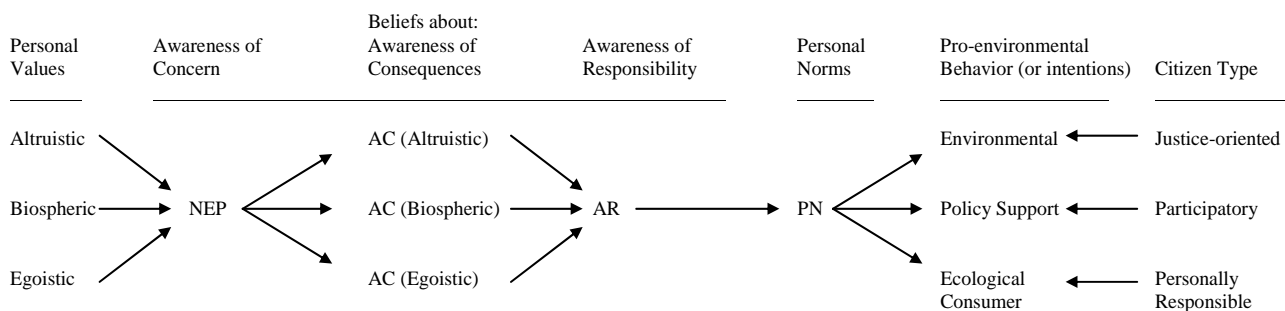 Beliefs about:
Personal Values
Awareness of Concern
Awareness of Consequences
Awareness of Responsibility
Personal Norms
Pro-environmental Behavior (or intentions)
Citizen Type
Altruistic
AC (Altruistic)
Environmental
Justice-oriented
Biospheric
NEP
AC (Biospheric)
AR
PN
Policy Support
Participatory
Egoistic
AC (Egoistic)
Ecological
Consumer
Personally
Responsible